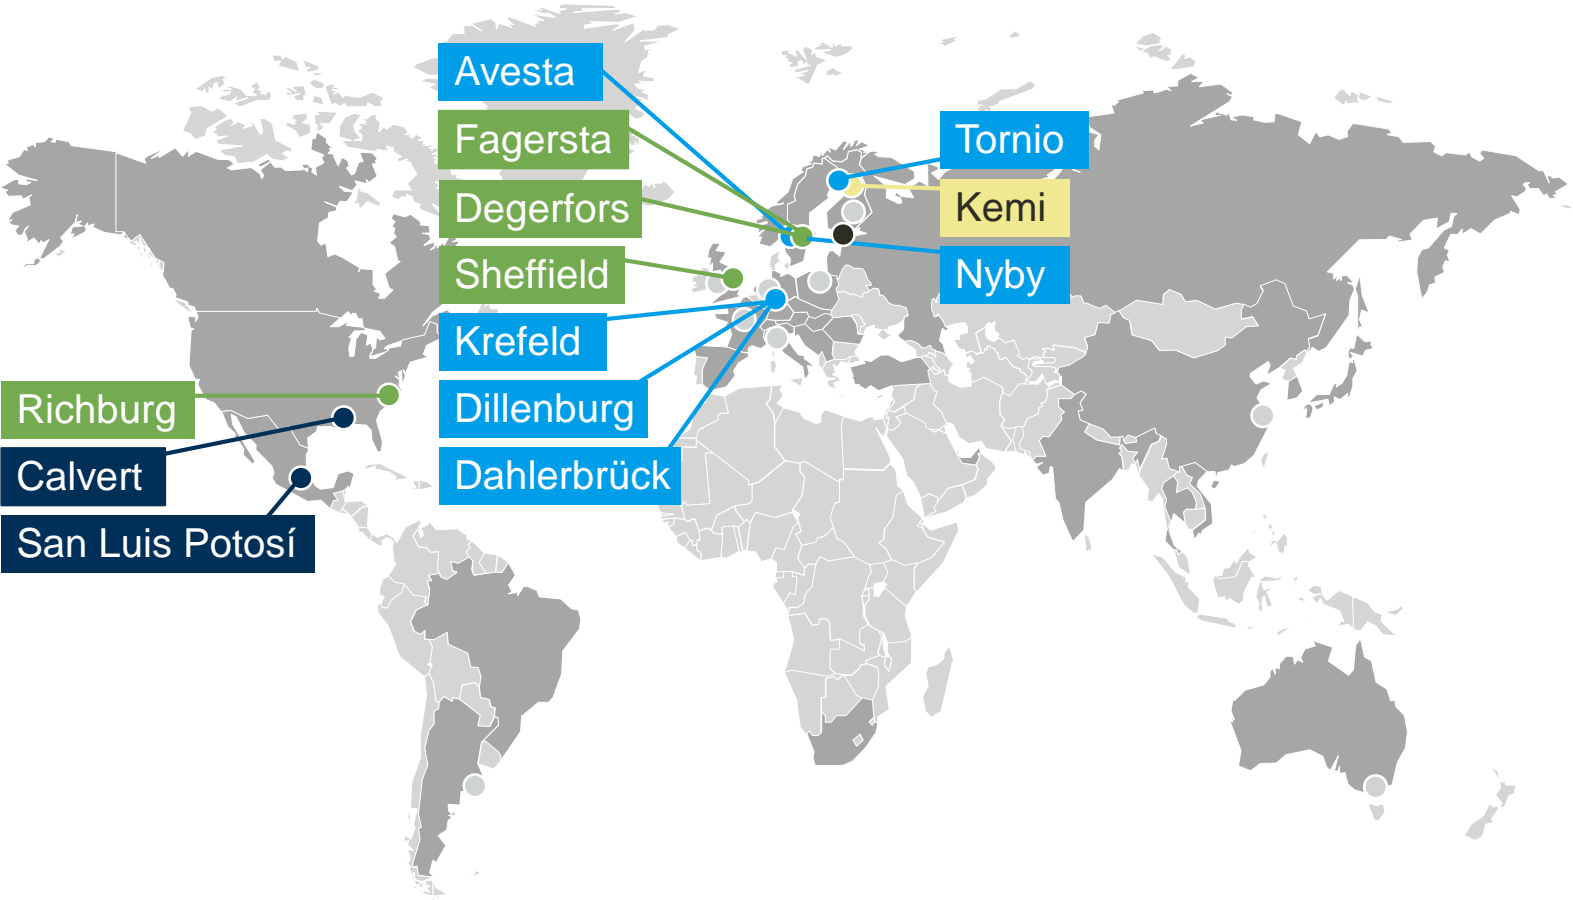 Avesta
Fagersta
Degerfors
Sheffield
Krefeld
Dillenburg
Dahlerbrück
Tornio
Kemi
Nyby
Richburg
Calvert
San Luis Potosí